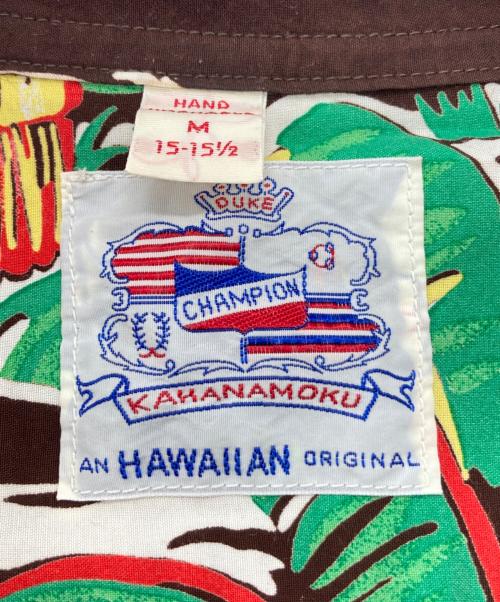 HAND
M
15-15½
DUKE
CHAMPION
KAHANAMOKU
AN HAWAIIAN ORIGINAL